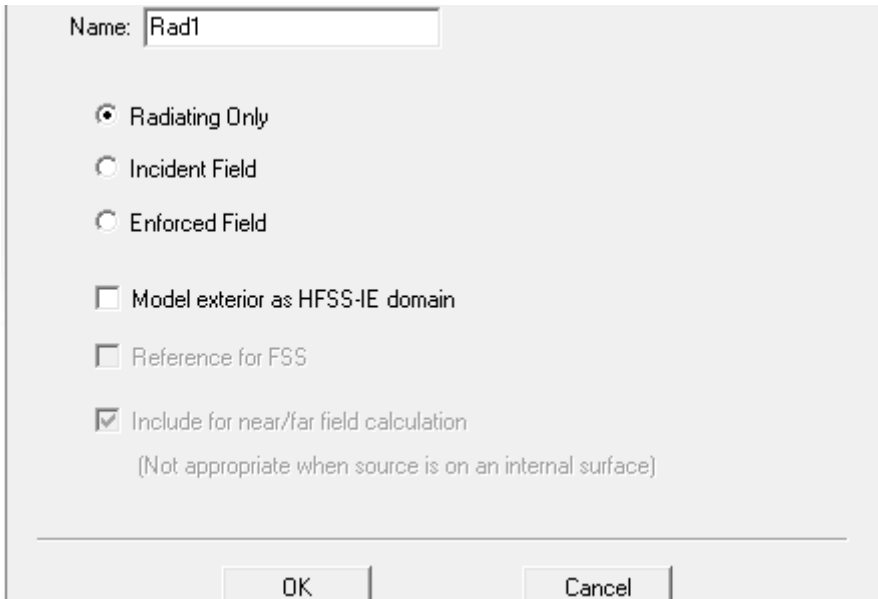 Name: Rad1
Radiating Only
Incident Field
Enforced Field
Model exterior as HFSS-IE domain
Reference for FSS
Include for near/far field calculation
(Not appropriate when source is on an internal surface)
OK Cancel